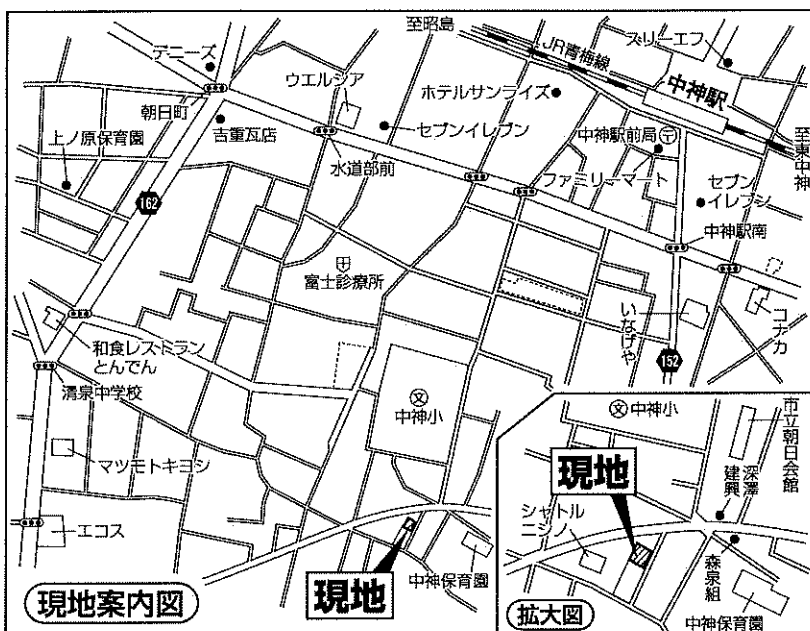 至昭島
JR青梅線
スリーエフ
中神駅
デニーズ
ウエルシア
ホテルサンライズ
朝日町
吉重瓦店
セブンイレブン
中神駅前局
至東中神
上ノ原保育園
水道部前
ファミリーマート
セブン
イレブン
162
中神駅南
富士診療所
いなげや
コナカ
和食レストラン
とんでん
152
清泉中学校
文
中神小
マツモトキヨシ
エコス
現地
中神保育園
現地案内図
文
中神小
市立朝日会館
深澤
建興
現地
シャトル
ニシノ
森泉組
中神保育園
拡大図